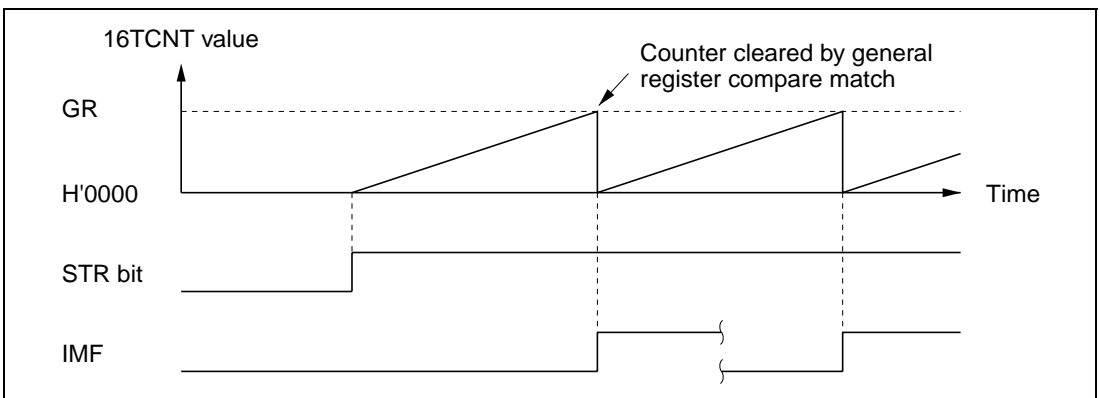 16TCNT value
Counter cleared by general
register compare match
GR
H'0000
Time
STR bit
IMF